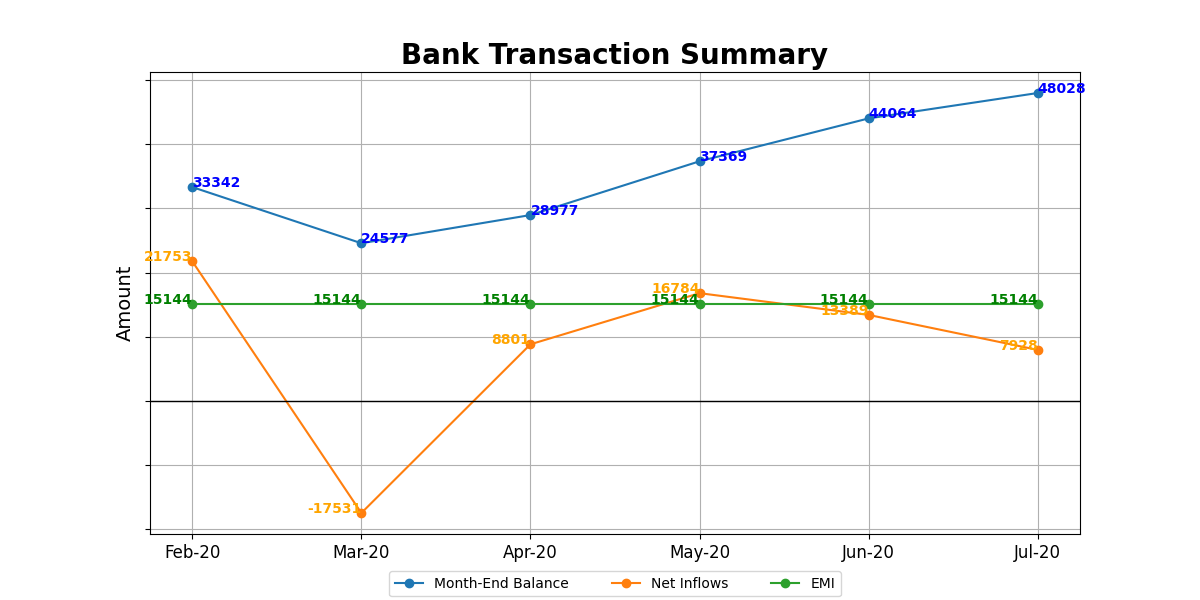 Bank Transaction Summary
Amount
48028
44064
37369
33342
28977
24577
21753
16784
15144 15144 15144 15144 15144 15144
13389
8801
7928
-17531
Feb-20 Mar-20 Apr-20 May-20 Jun-20 Jul-20
Month-End Balance Net Inflows EMI